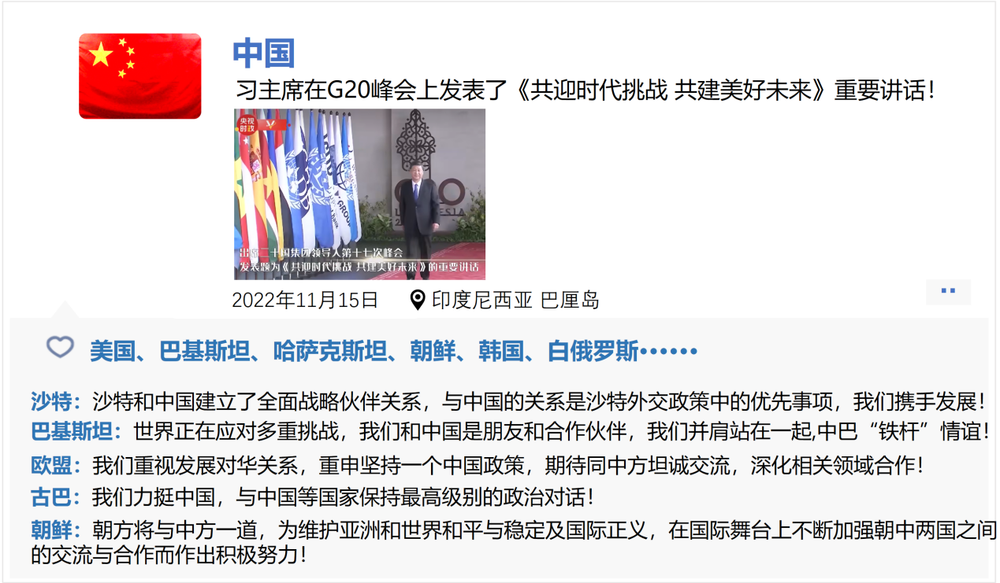 中国
习主席在G20峰会上发表了《共迎时代挑战 共建美好未来》重要讲话！
央视
时政
出席二十国集团领导人第十七次峰会
发表题为《共迎时代挑战 共建美好未来》的重要讲话
2022年11月15日 印度尼西亚 巴厘岛
美国、巴基斯坦、哈萨克斯坦、朝鲜、韩国、白俄罗斯······
沙特：沙特和中国建立了全面战略伙伴关系，与中国的关系是沙特外交政策中的优先事项，我们携手发展！
巴基斯坦：世界正在应对多重挑战，我们和中国是朋友和合作伙伴，我们并肩站在一起,中巴“铁杆”情谊！
欧盟：我们重视发展对华关系，重申坚持一个中国政策，期待同中方坦诚交流，深化相关领域合作！
古巴：我们力挺中国，与中国等国家保持最高级别的政治对话！
朝鲜：朝方将与中方一道，为维护亚洲和世界和平与稳定及国际正义，在国际舞台上不断加强朝中两国之间
的交流与合作而作出积极努力！